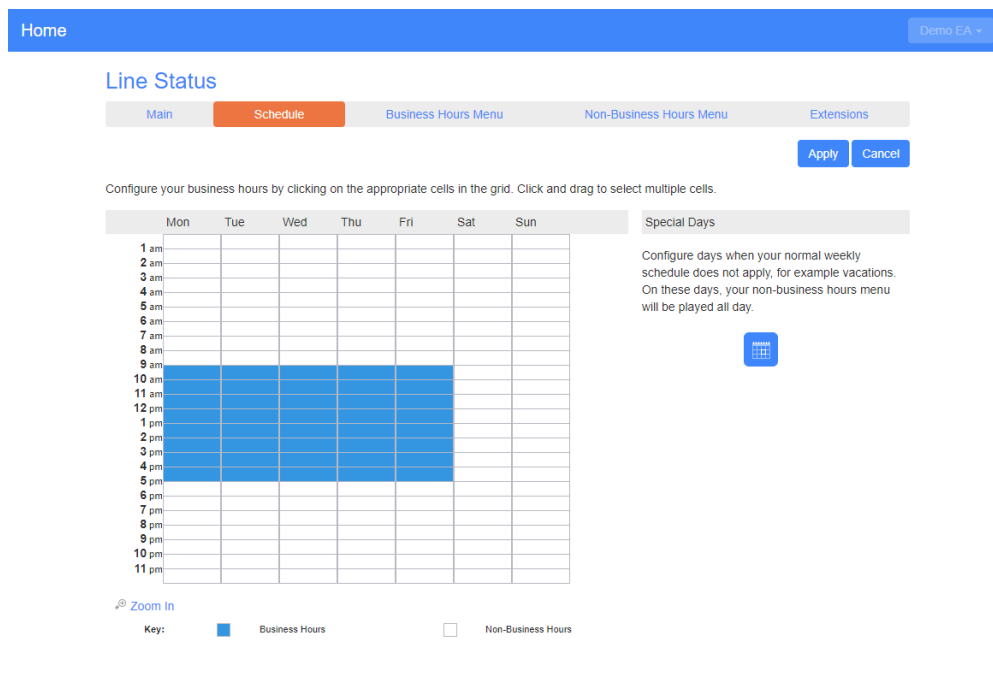 Home
Demo EA
Line Status
Main Schedule Business Hours Menu Non-Business Hours Menu Extensions
Apply Cancel
Configure your business hours by clicking on the appropriate cells in the grid. Click and drag to select multiple cells.
Mon Tue Wed Thu Fri Sat Sun
1 am
2 am
3 am
4 am
5 am
6 am
7 am
8 am
9 am
10 am
11 am
12 pm
1 pm
2 pm
3 pm
4 pm
5 pm
6 pm
7 pm
8 pm
9 pm
10 pm
11 pm
Special Days
Configure days when your normal weekly
schedule does not apply, for example vacations.
On these days, your non-business hours menu
will be played all day.
Zoom In
Key: Business Hours Non-Business Hours